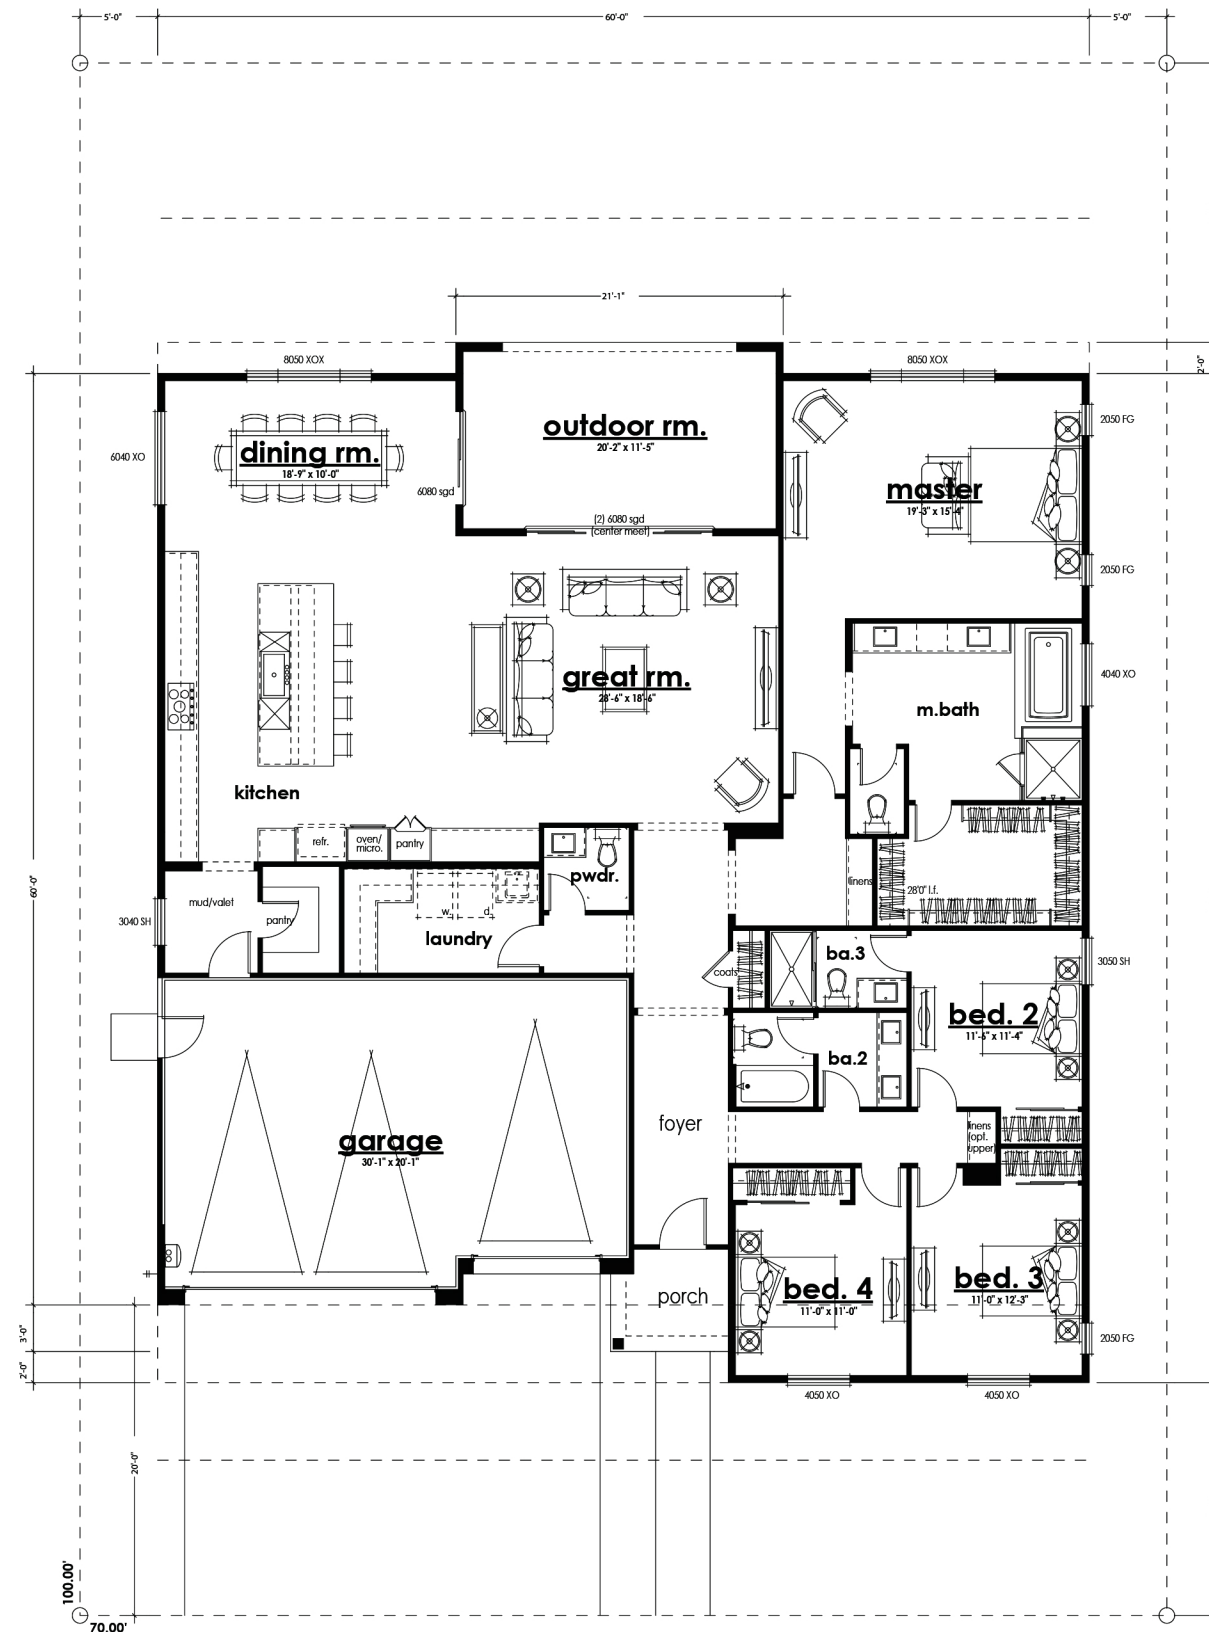 5'-0"
60'-0"
5'-0"
21'-1"
2'-0"
8050 XOX
8050 XOX
outdoor rm.
20'-2" x 11'-5"
2050 FG
dining rm.
18'-9" x 10'-0"
6040 XO
6080 sgd
master
19'-3" x 15'-4"
(2) 6080 sgd
(center meet)
2050 FG
great rm.
28'-6" x 18'-6"
4040 XO
m.bath
kitchen
refr.
oven/
micro.
pantry
pwdr.
linens
28'0" l.f.
60'-0"
mud/valet
pantry
w.
d.
3040 SH
laundry
ba.3
coats
3050 SH
bed. 2
11'-6" x 11'-4"
ba.2
foyer
linens
(opt.
upper)
garage
30'-1" x 20'-1"
porch
bed. 4
11'-0" x 11'-0"
bed. 3
11'-0" x 12'-3"
3'-0"
2050 FG
2'-0"
4050 XO
4050 XO
20'-0"
100.00'
70.00'